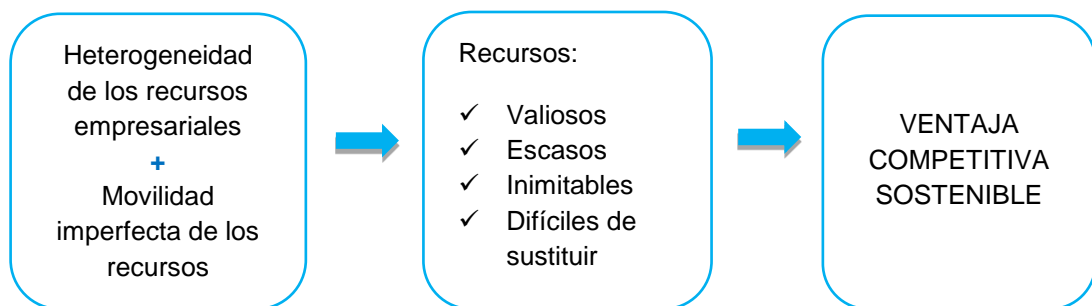 Heterogeneidad
de los recursos
empresariales
+
Movilidad
imperfecta de los
recursos
Recursos:
✓ Valiosos
✓ Escasos
✓ Inimitables
✓ Difíciles de
sustituir
VENTAJA
COMPETITIVA
SOSTENIBLE